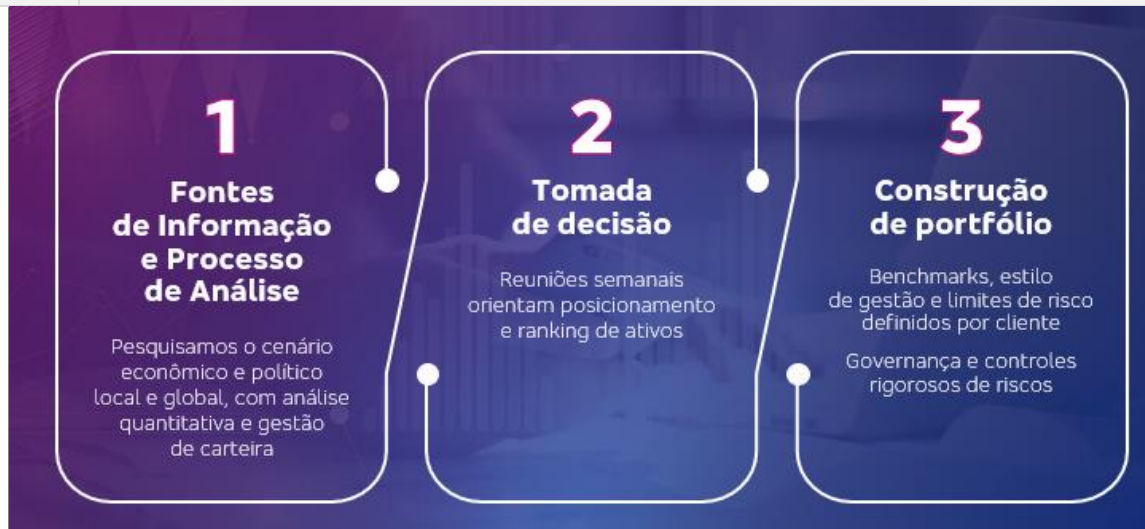 1
Fontes
de Informação
e Processo
de Análise
Pesquisamos o cenário
econômico e político
local e global, com análise
quantitativa e gestão
de carteira
2
Tomada
de decisão
Reuniões semanais
orientam posicionamento
e ranking de ativos
3
Construção
de portfólio
Benchmarks, estilo
de gestão e limites de risco
definidos por cliente
Governança e controles
rigorosos de riscos